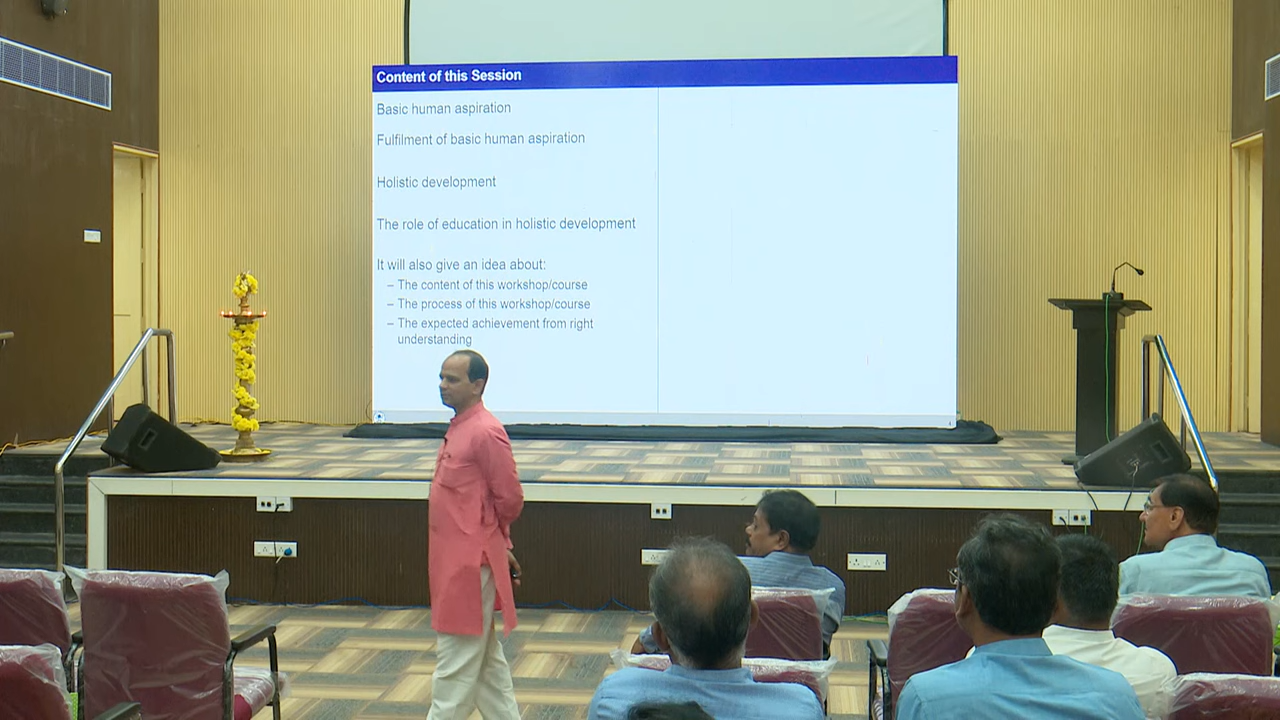 Content of this Session
Basic human aspiration
Fulfilment of basic human aspiration
Holistic development
The role of education in holistic development
It will also give an idea about:
– The content of this workshop/course
– The process of this workshop/course
– The expected achievement from right
understanding